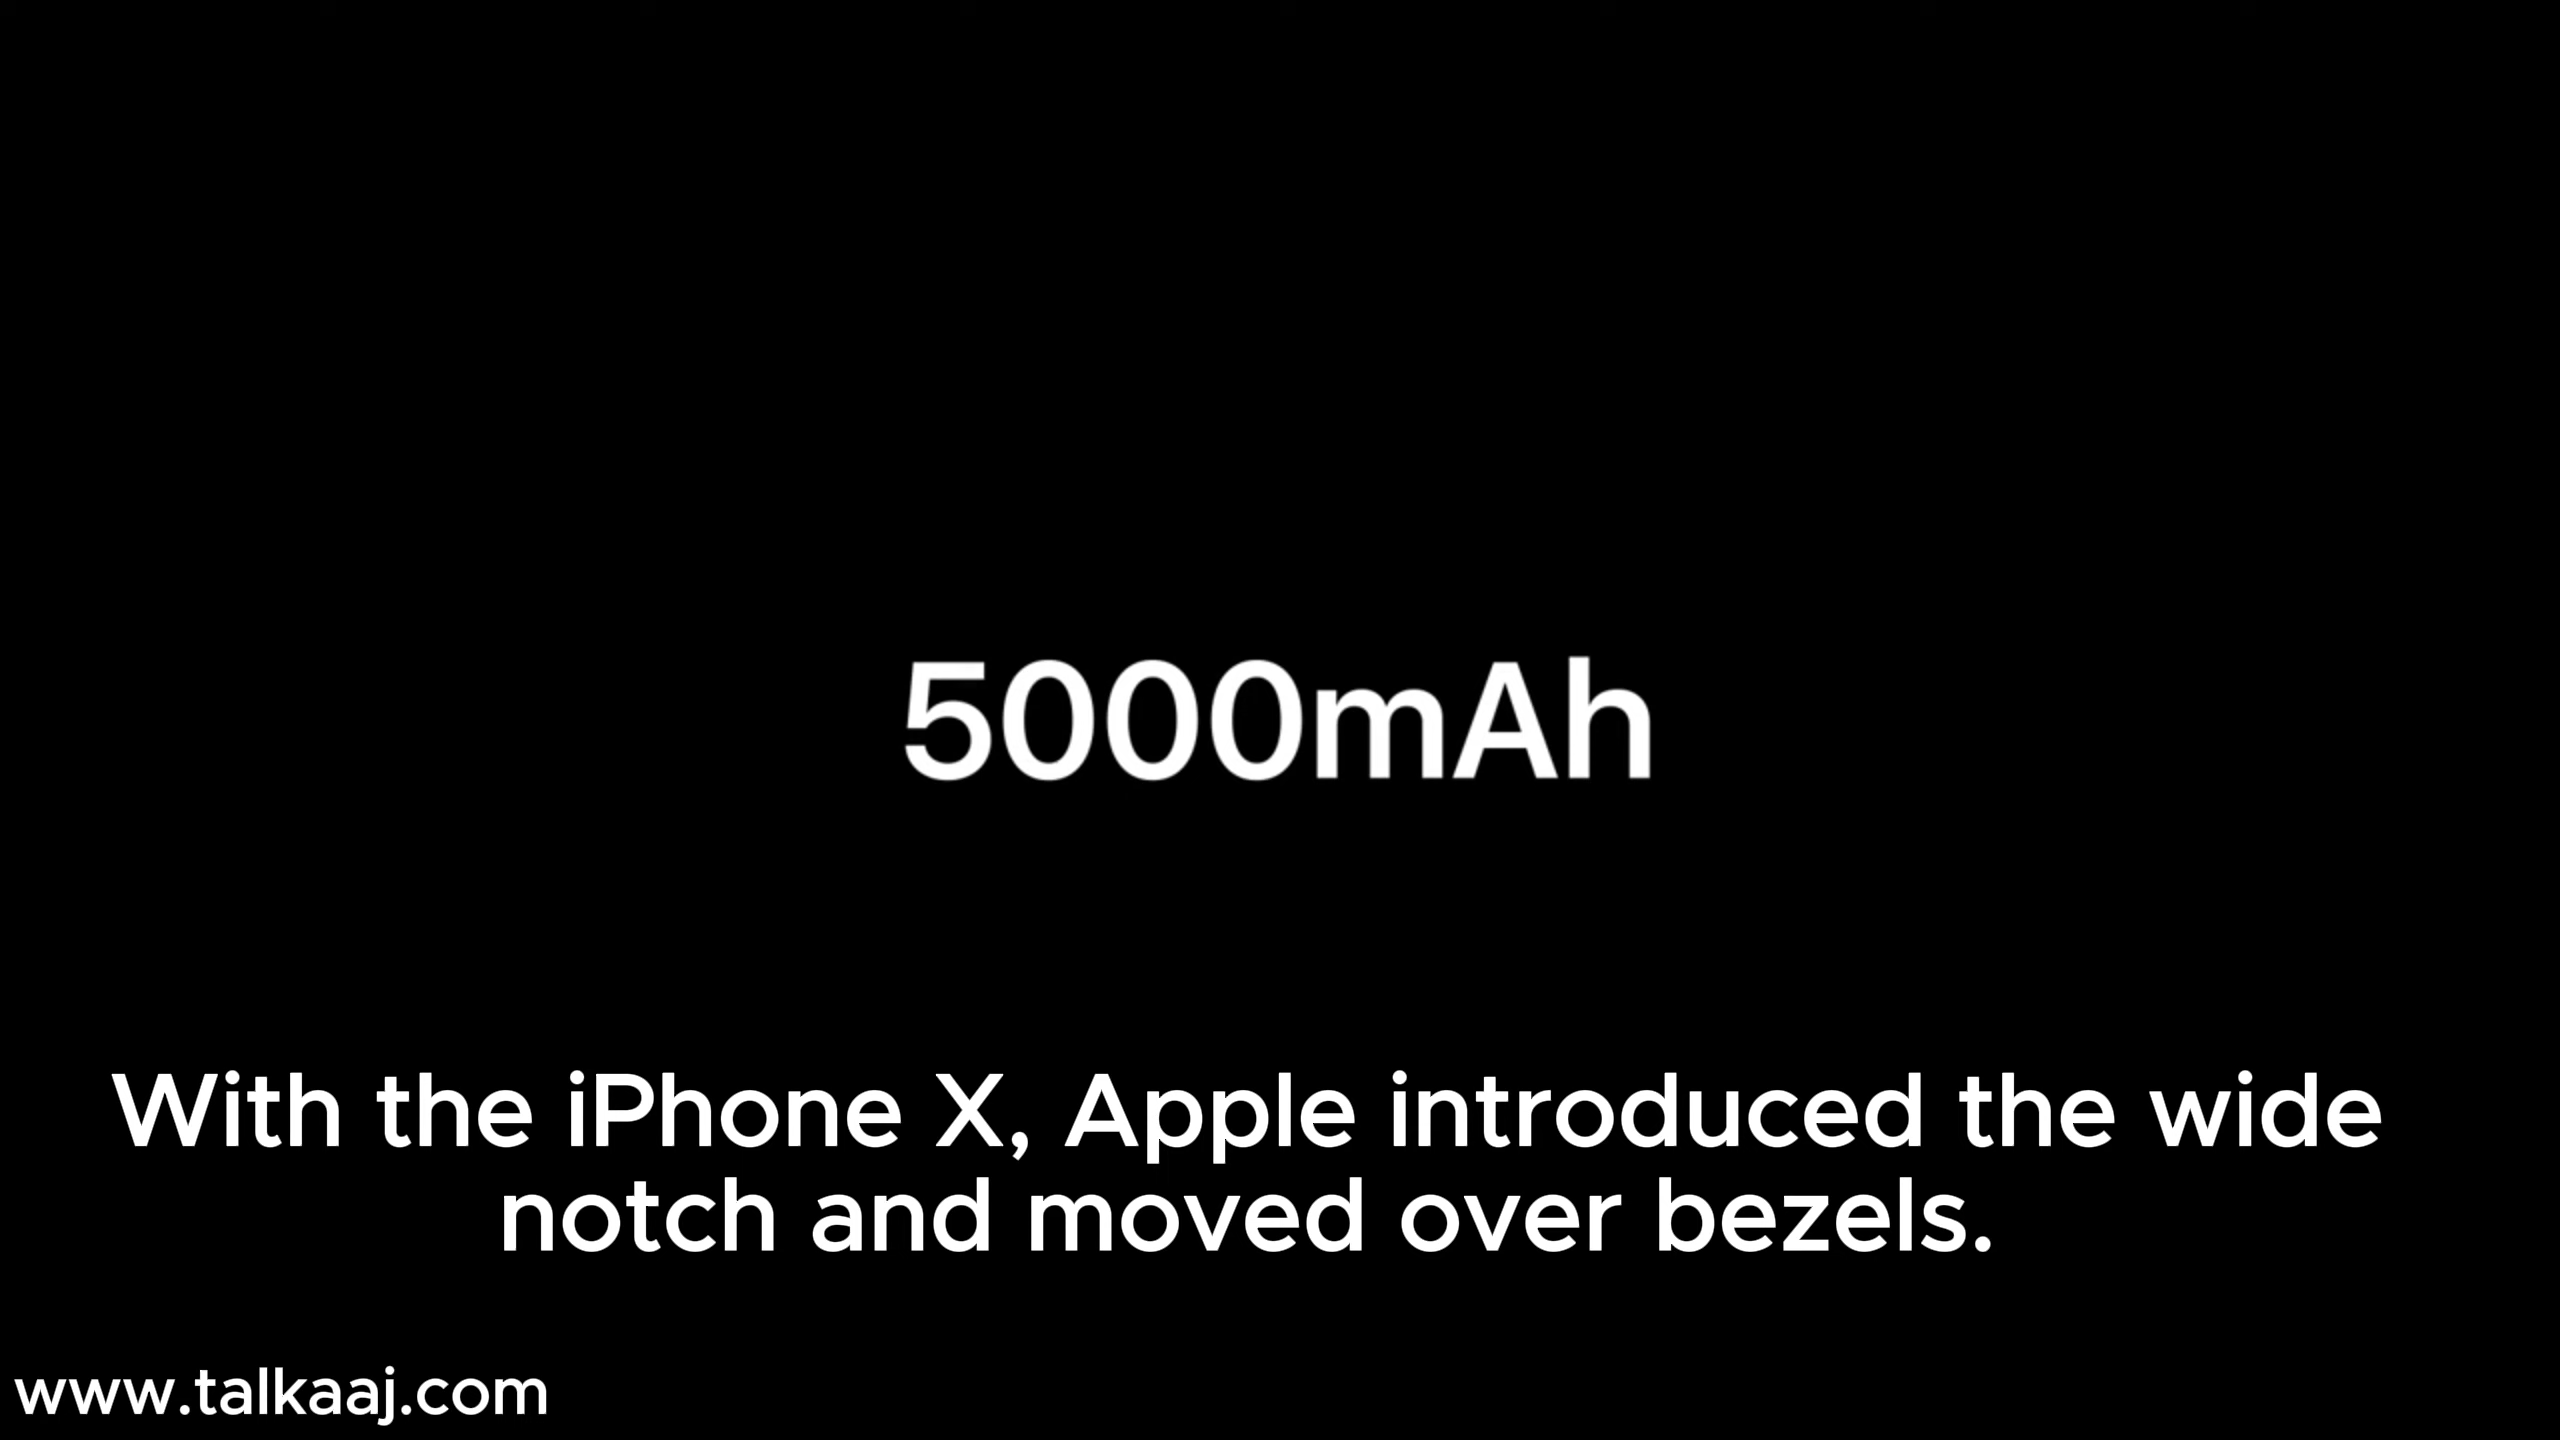 5000mAh
With the iPhone X, Apple introduced the wide
notch and moved over bezels.
www.talkaaj.com